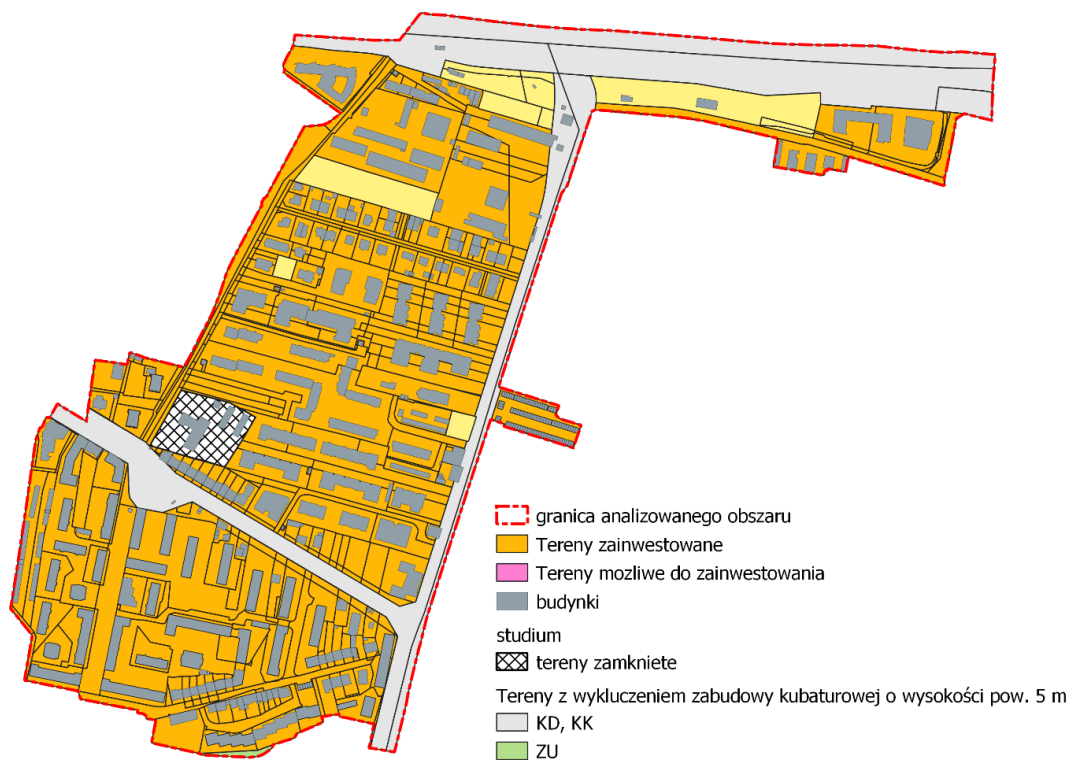 granica analizowanego obszaru
Tereny zainwestowane
Tereny mozliwe do zainwestowania
budynki
studium
tereny zamkniete
Tereny z wykluczeniem zabudowy kubaturowej o wysokości pow. 5 m
KD, KK
ZU